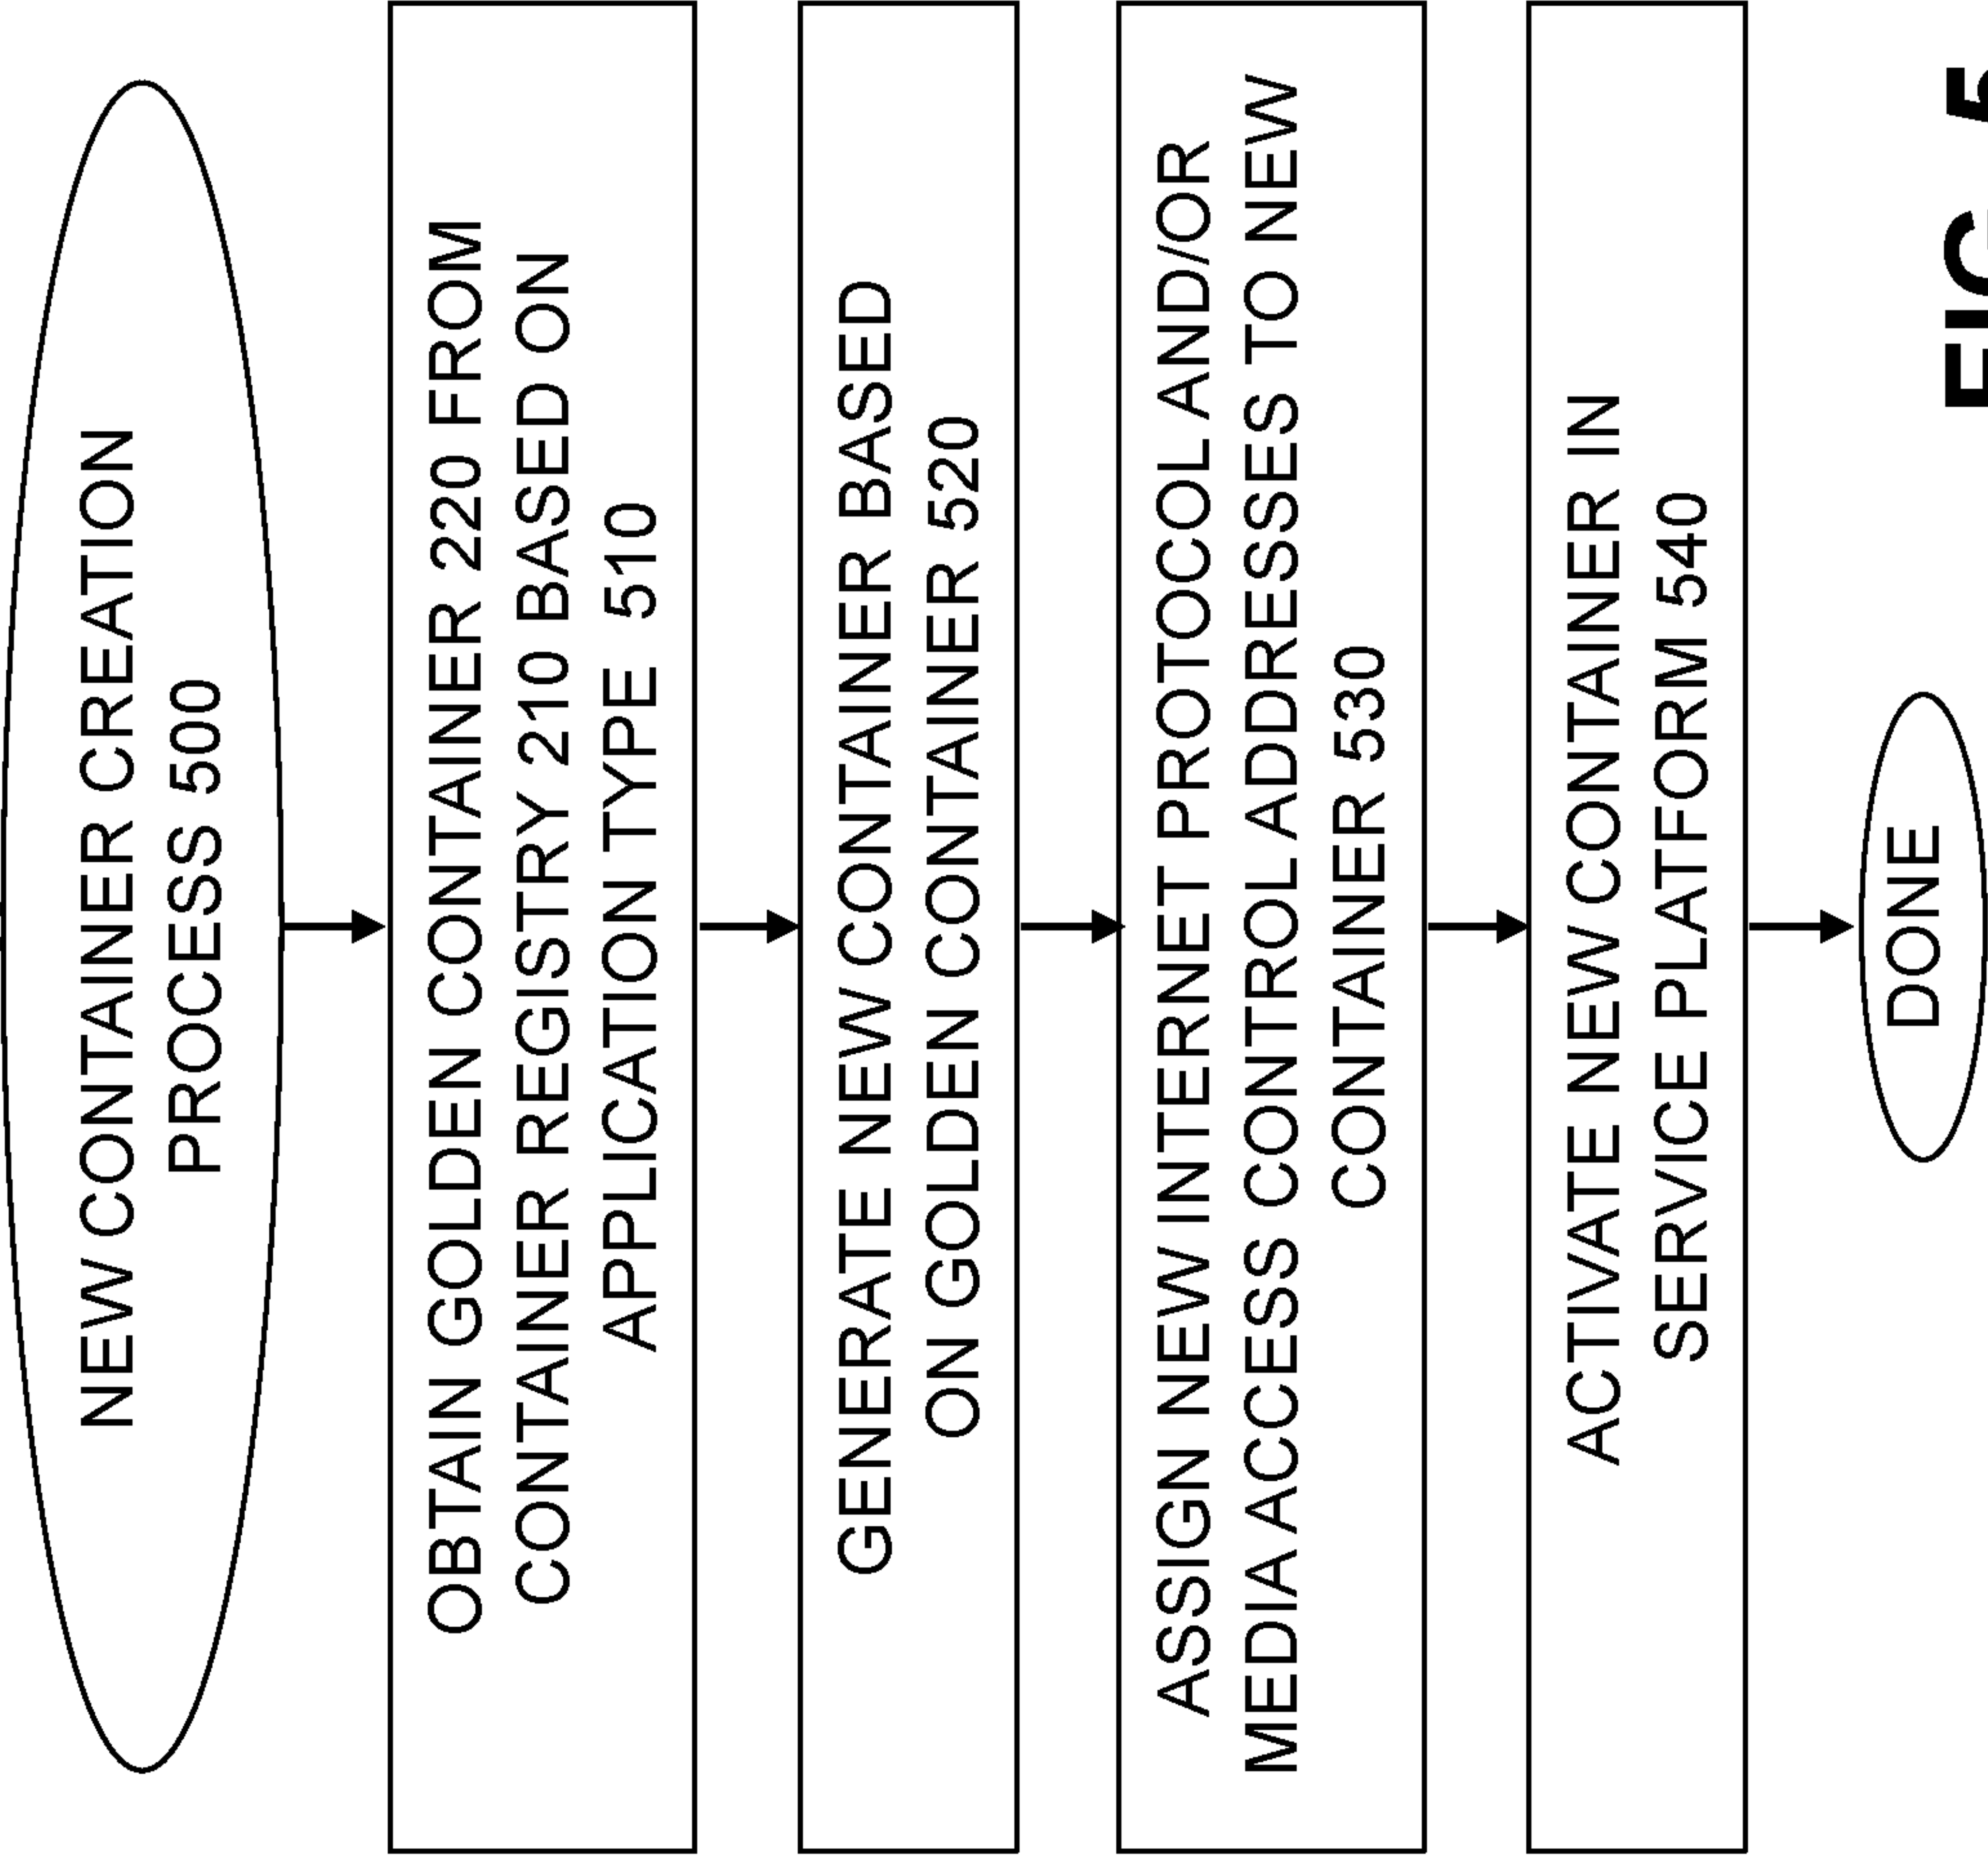 NEW CONTAINER CREATION
PROCESS 500
OBTAIN GOLDEN CONTAINER 220 FROM
CONTAINER REGISTRY 210 BASED ON
APPLICATION TYPE 510
GENERATE NEW CONTAINER BASED
ON GOLDEN CONTAINER 520
ASSIGN NEW INTERNET PROTOCOL AND/OR
MEDIA ACCESS CONTROL ADDRESSES TO NEW
CONTAINER 530
ACTIVATE NEW CONTAINER IN
SERVICE PLATFORM 540
DONE